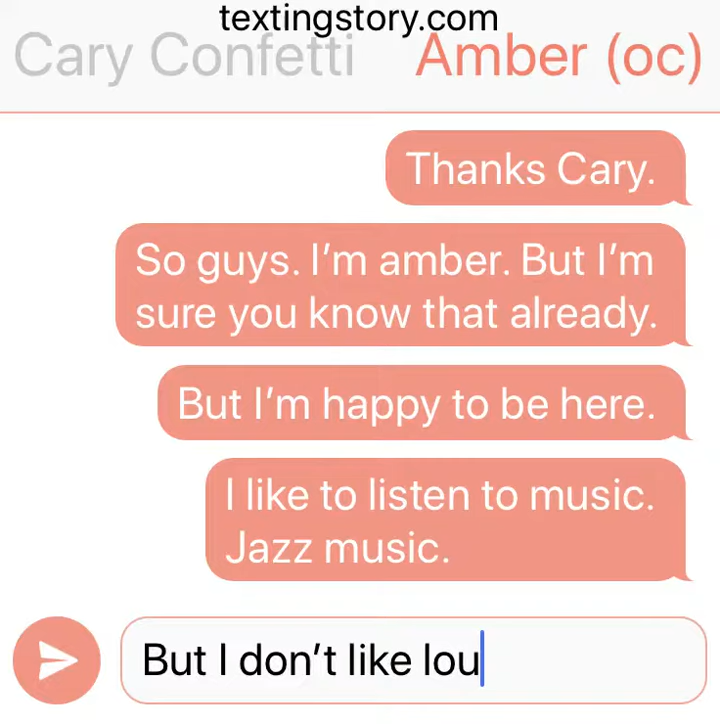 textingstory.com
Cary Confetti
Amber (oc)
Thanks Cary.
So guys. I’m amber. But I’m
sure you know that already.
But I’m happy to be here.
I like to listen to music.
Jazz music.
But I don’t like lou